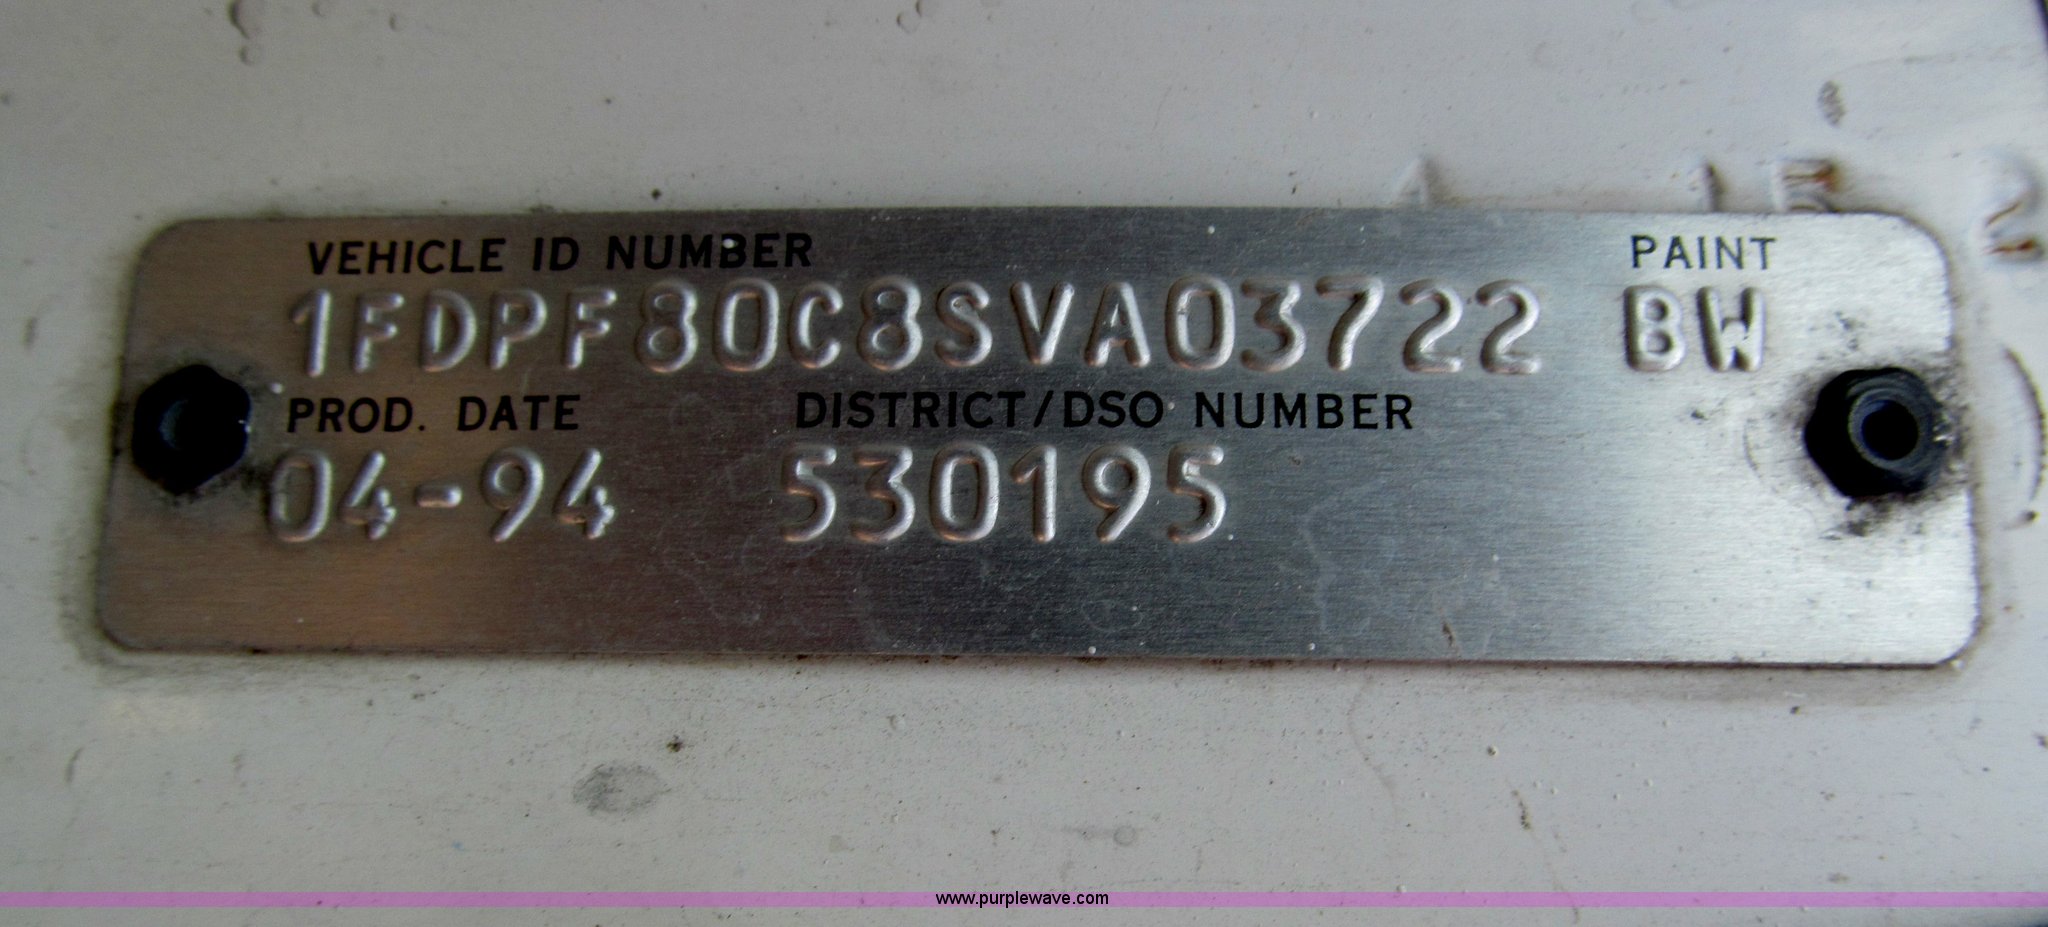 VEHICLE ID NUMBER PAINT
1FDPF80C8SVA03722 BW
PROD. DATE DISTRICT/DSO NUMBER
04-94 530195
www.purplewave.com